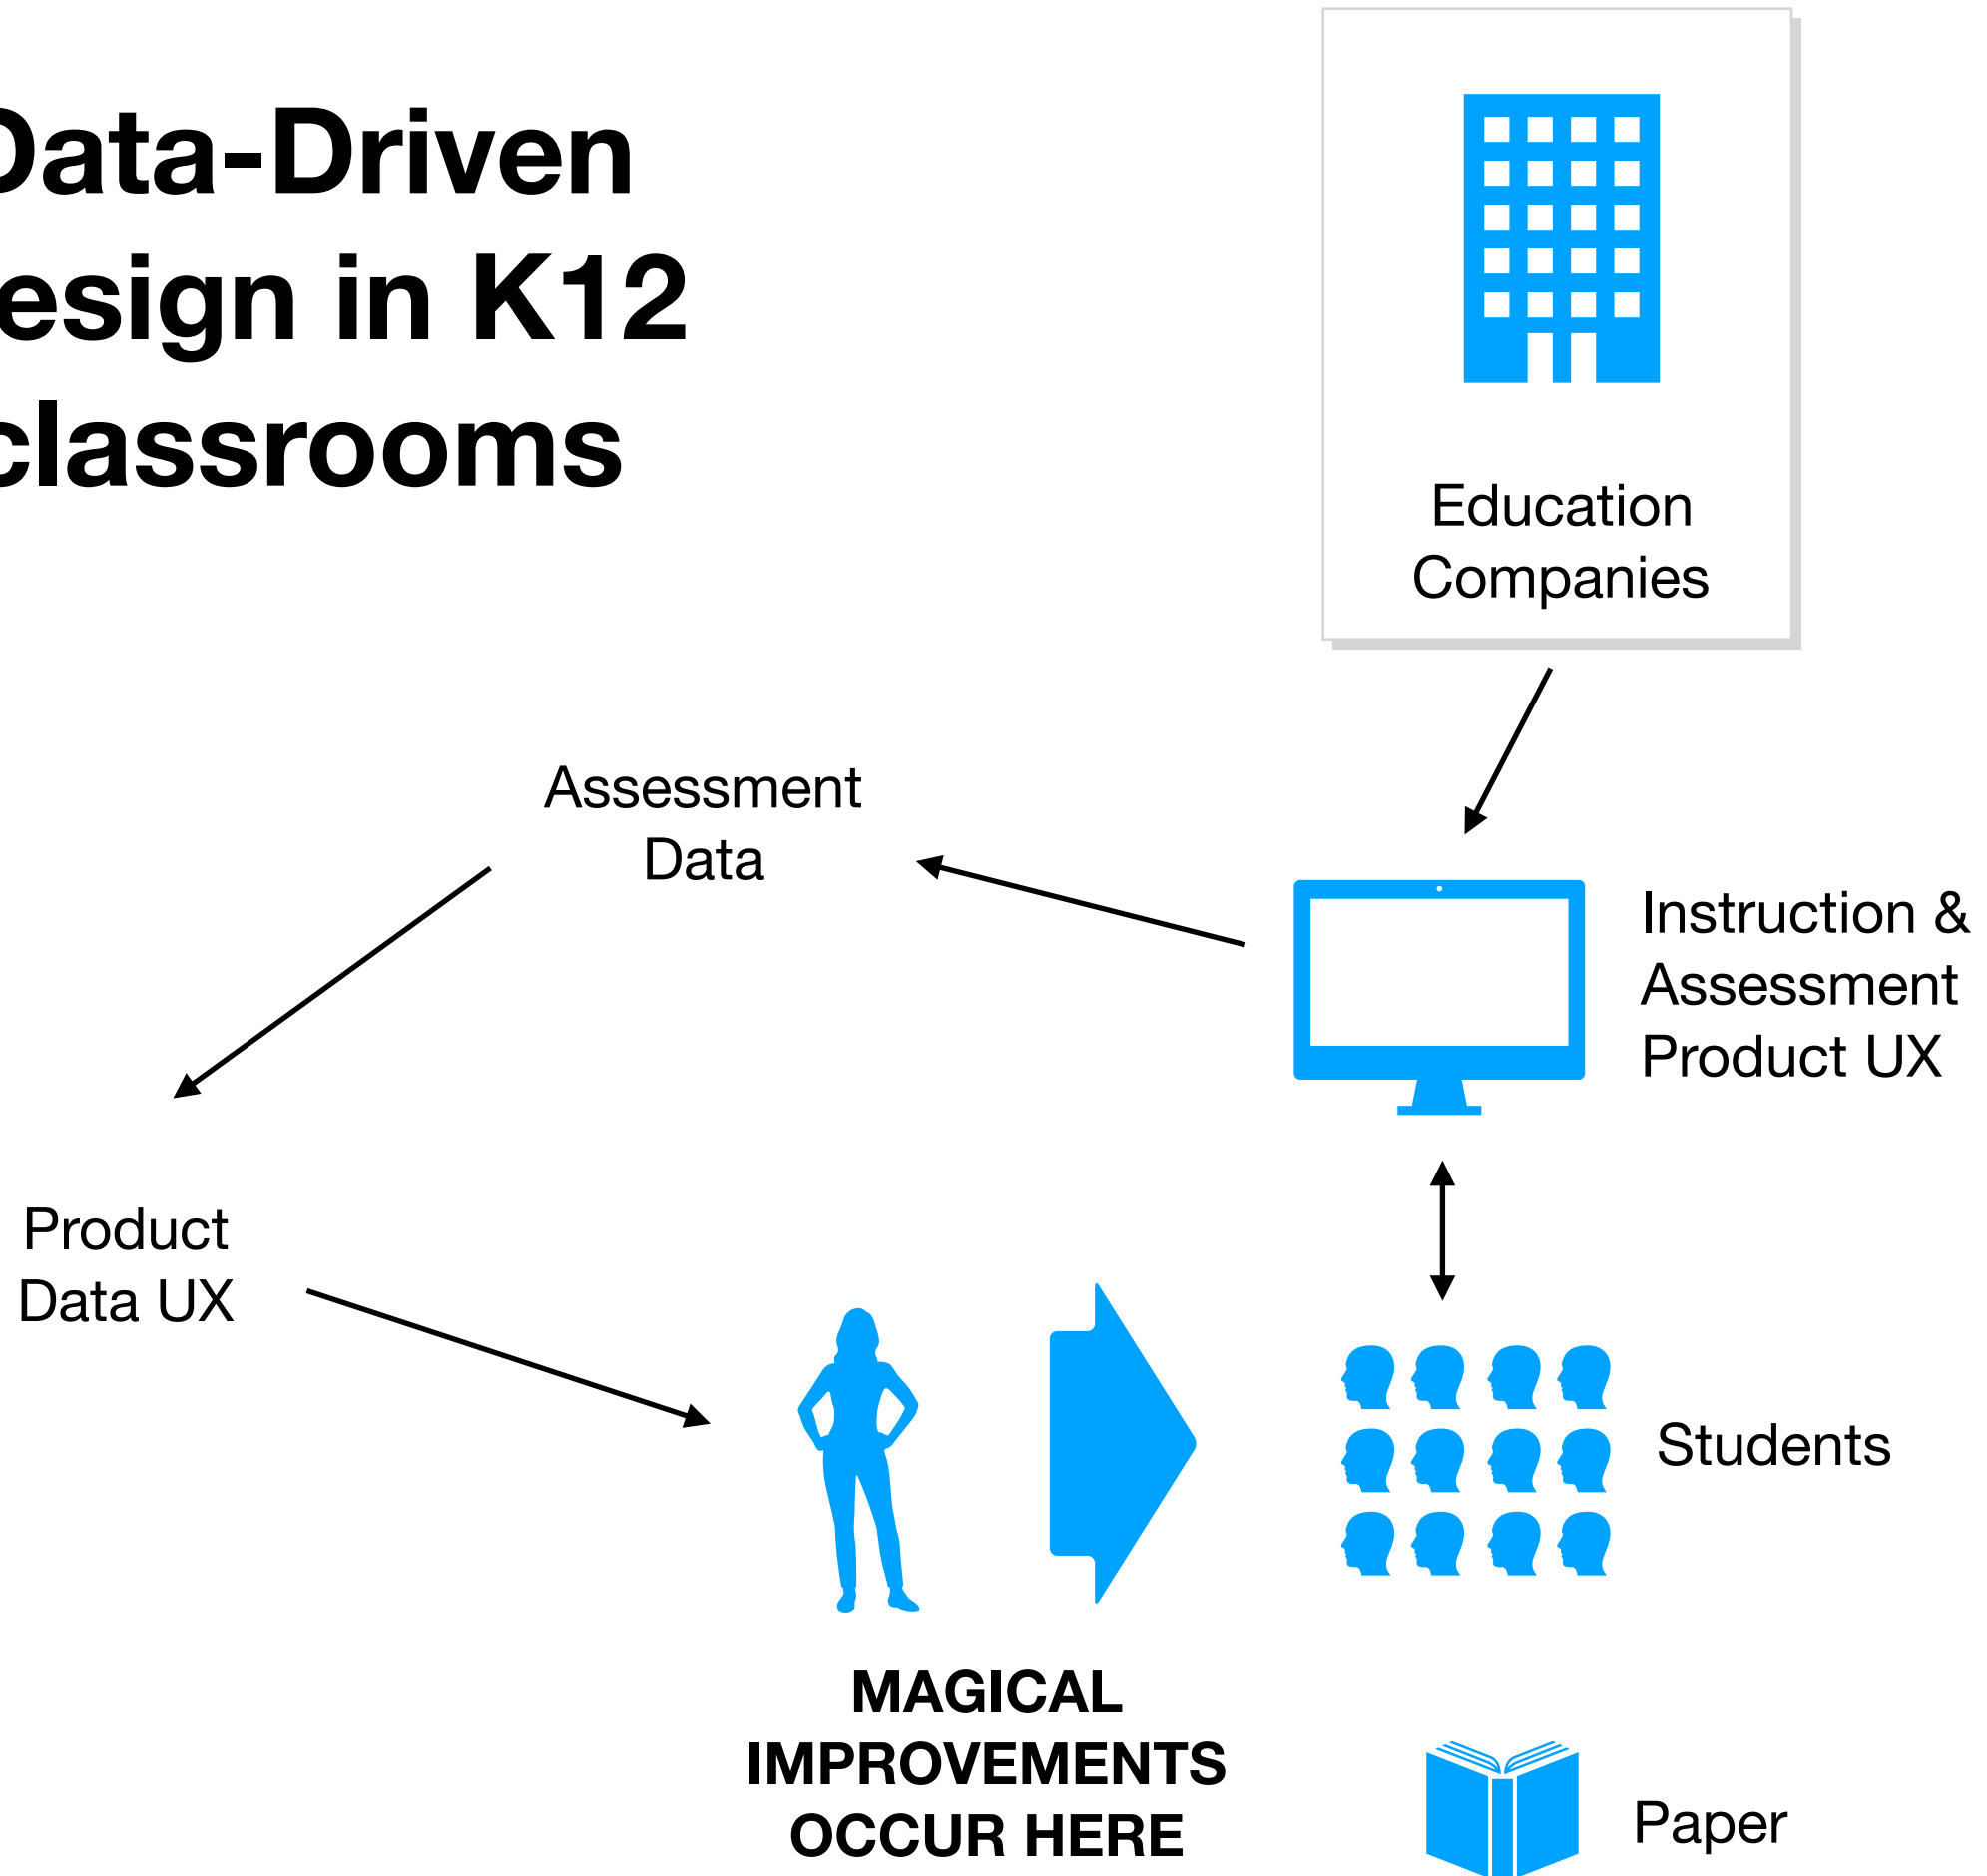 Data-Driven
esign in K12
classrooms
Education
Companies
Assessment
Data
Instruction &
Assessment
Product UX
Product
Data UX
Students
MAGICAL
IMPROVEMENTS
OCCUR HERE
Paper